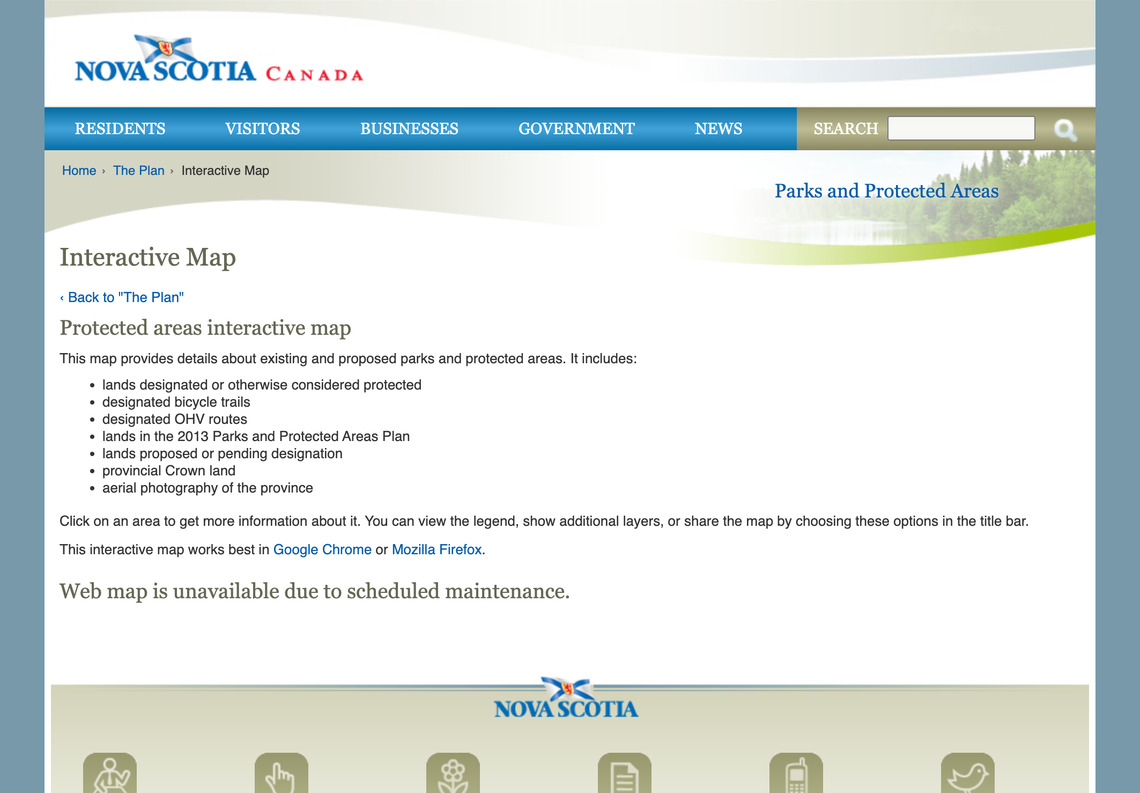 NOVA SCOTIA CANADA
RESIDENTS VISITORS BUSINESSES GOVERNMENT NEWS SEARCH
Home › The Plan › Interactive Map
Parks and Protected Areas
Interactive Map
‹ Back to "The Plan"
Protected areas interactive map
This map provides details about existing and proposed parks and protected areas. It includes:
• lands designated or otherwise considered protected
• designated bicycle trails
• designated OHV routes
• lands in the 2013 Parks and Protected Areas Plan
• lands proposed or pending designation
• provincial Crown land
• aerial photography of the province
Click on an area to get more information about it. You can view the legend, show additional layers, or share the map by choosing these options in the title bar.
This interactive map works best in Google Chrome or Mozilla Firefox.
Web map is unavailable due to scheduled maintenance.
NOVA SCOTIA